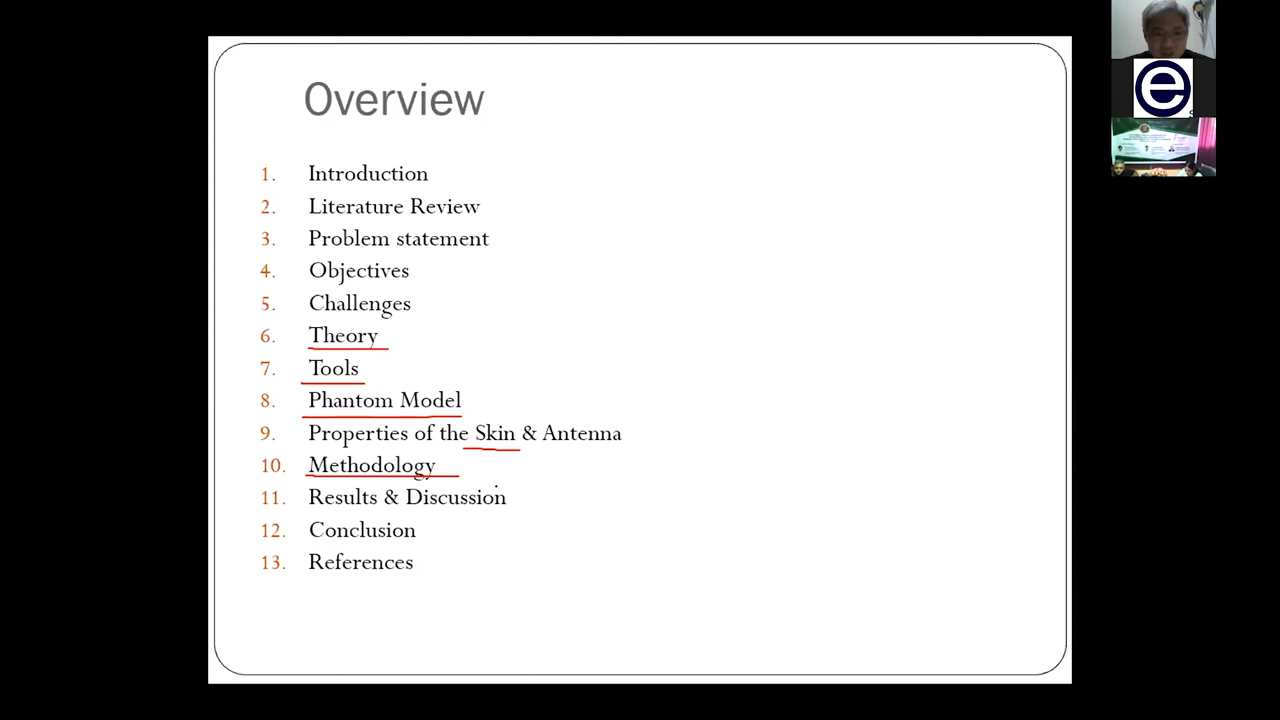 Overview
1. Introduction
2. Literature Review
3. Problem statement
4. Objectives
5. Challenges
6. Theory
7. Tools
8. Phantom Model
9. Properties of the Skin & Antenna
10. Methodology
11. Results & Discussion
12. Conclusion
13. References
e